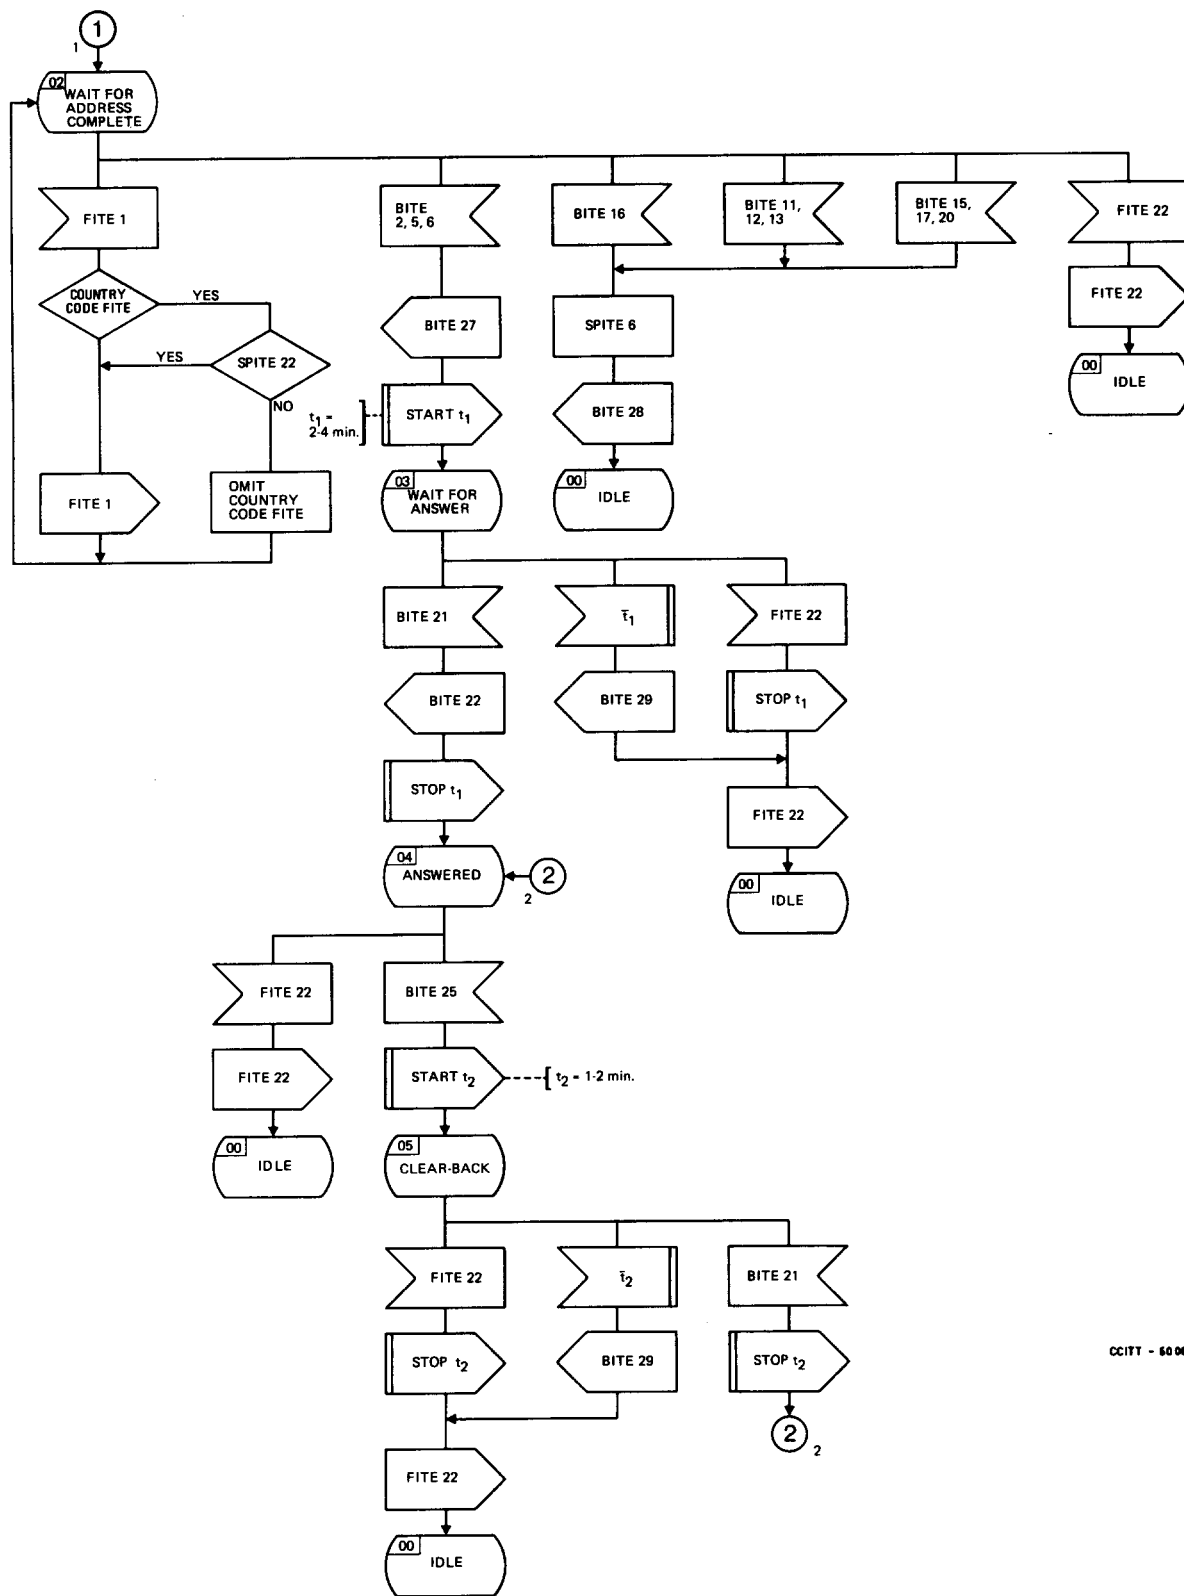 1
1
02
WAIT FOR
ADDRESS
COMPLETE
FITE 1
BITE
2, 5, 6
BITE 16
BITE 11,
12, 13
BITE 15,
17, 20
FITE 22
COUNTRY
CODE FITE
YES
BITE 27
SPITE 6
FITE 22
YES
SPITE 22
NO
t1 =
2-4 min.
START t1
BITE 28
00
IDLE
FITE 1
OMIT
COUNTRY
CODE FITE
03
WAIT FOR
ANSWER
00
IDLE
BITE 21
t̅1
FITE 22
BITE 22
BITE 29
STOP t1
STOP t1
FITE 22
04
ANSWERED
2
2
00
IDLE
FITE 22
BITE 25
FITE 22
START t2
t2 = 1-2 min.
00
IDLE
05
CLEAR-BACK
FITE 22
t̅2
BITE 21
STOP t2
BITE 29
STOP t2
CCITT -
2
2
FITE 22
00
IDLE